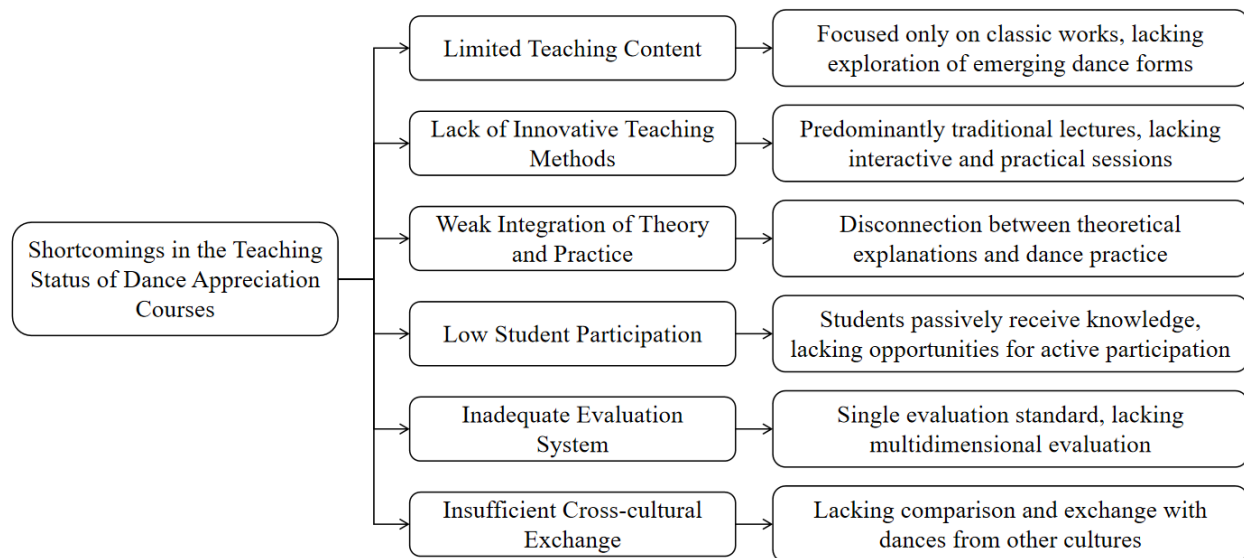 Shortcomings in the Teaching
Status of Dance Appreciation
Courses
Limited Teaching Content
Focused only on classic works, lacking
exploration of emerging dance forms
Lack of Innovative Teaching
Methods
Predominantly traditional lectures, lacking
interactive and practical sessions
Weak Integration of Theory
and Practice
Disconnection between theoretical
explanations and dance practice
Low Student Participation
Students passively receive knowledge,
lacking opportunities for active participation
Inadequate Evaluation
System
Single evaluation standard, lacking
multidimensional evaluation
Insufficient Cross-cultural
Exchange
Lacking comparison and exchange with
dances from other cultures